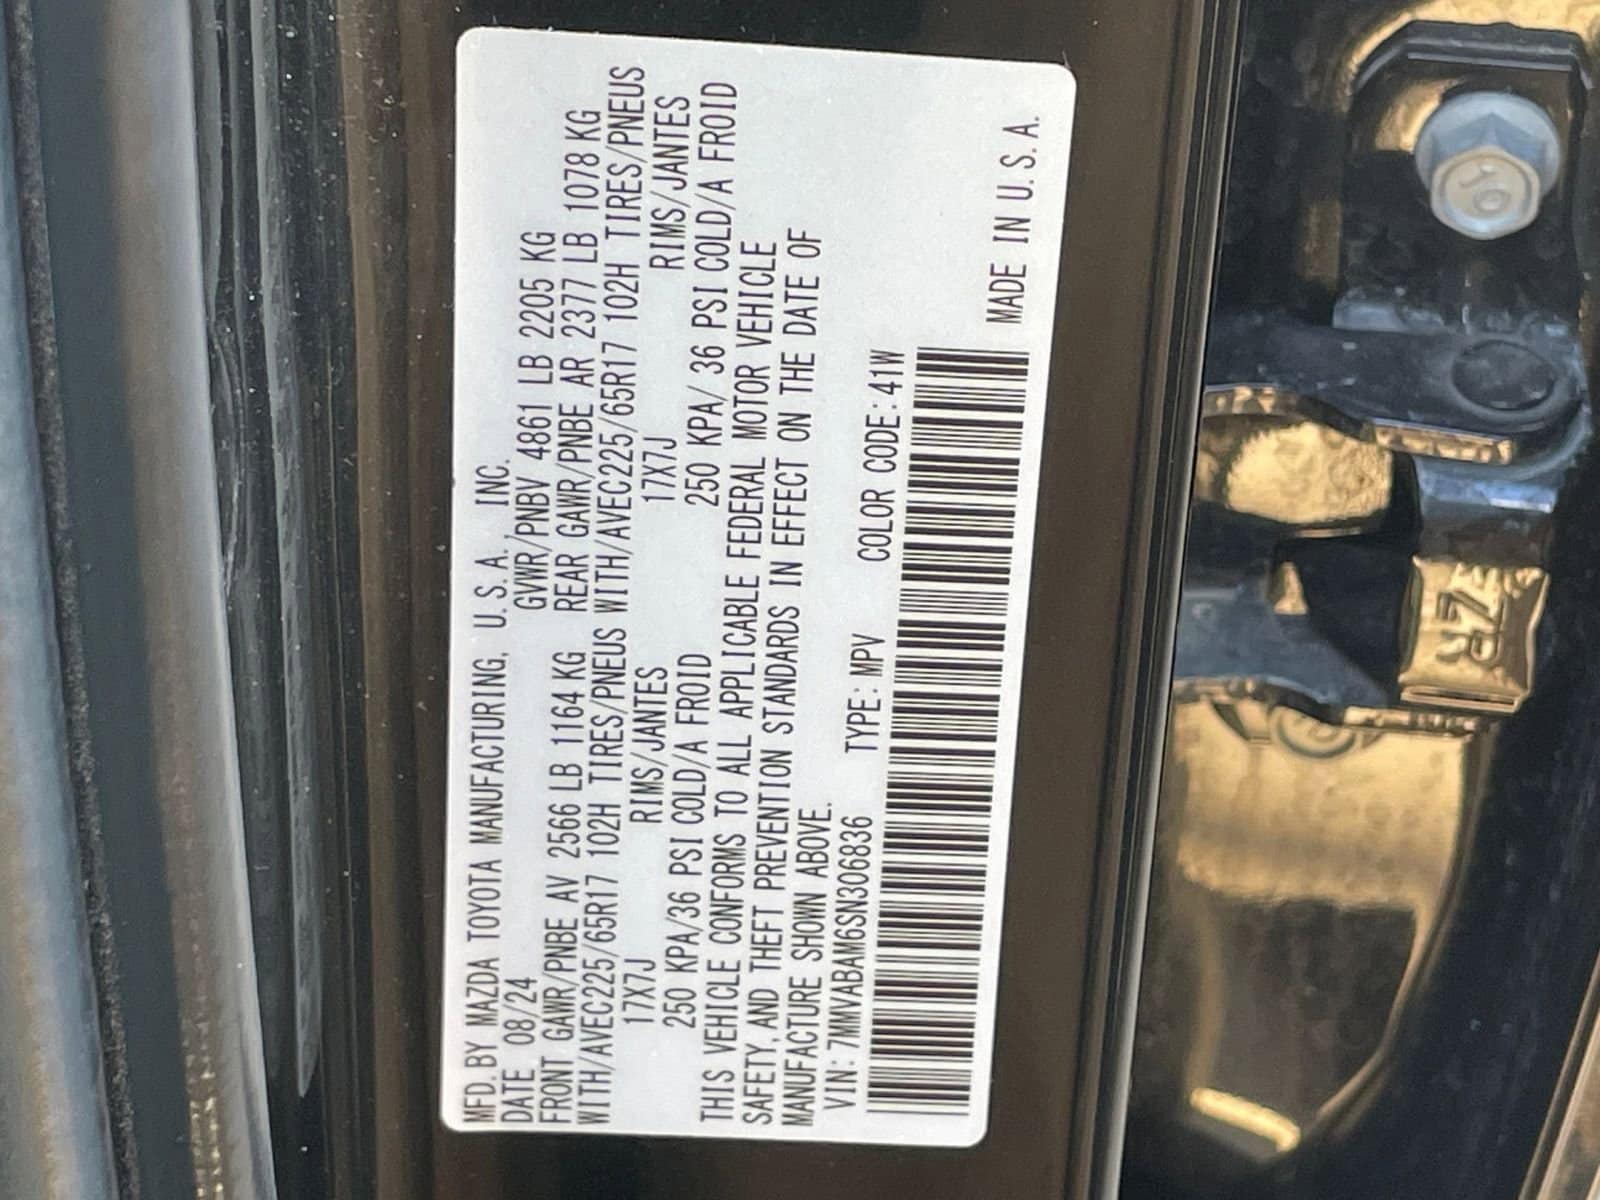 MFD. BY MAZDA TOYOTA MANUFACTURING, U. S. A., INC.
DATE 08/24 GVWR/PNBV 4861 LB 2205 KG
FRONT GAWR/PNBE AV 2566 LB 1164 KG REAR GAWR/PNBE AR 2377 LB 1078 KG
WITH/AVEC225/65R17 102H TIRES/PNEUS WITH/AVEC225/65R17 102H TIRES/PNEUS
17X7J RIMS/JANTES 17X7J RIMS/JANTES
250 KPA/36 PSI COLD/A FROID 250 KPA/ 36 PSI COLD/A FROID
THIS VEHICLE CONFORMS TO ALL APPLICABLE FEDERAL MOTOR VEHICLE
SAFETY, AND THEFT PREVENTION STANDARDS IN EFFECT ON THE DATE OF
MANUFACTURE SHOWN ABOVE.
VIN: 7MMVABAM6SN306836 TYPE: MPV COLOR CODE: 41W
MADE IN U. S. A.
10
ZR